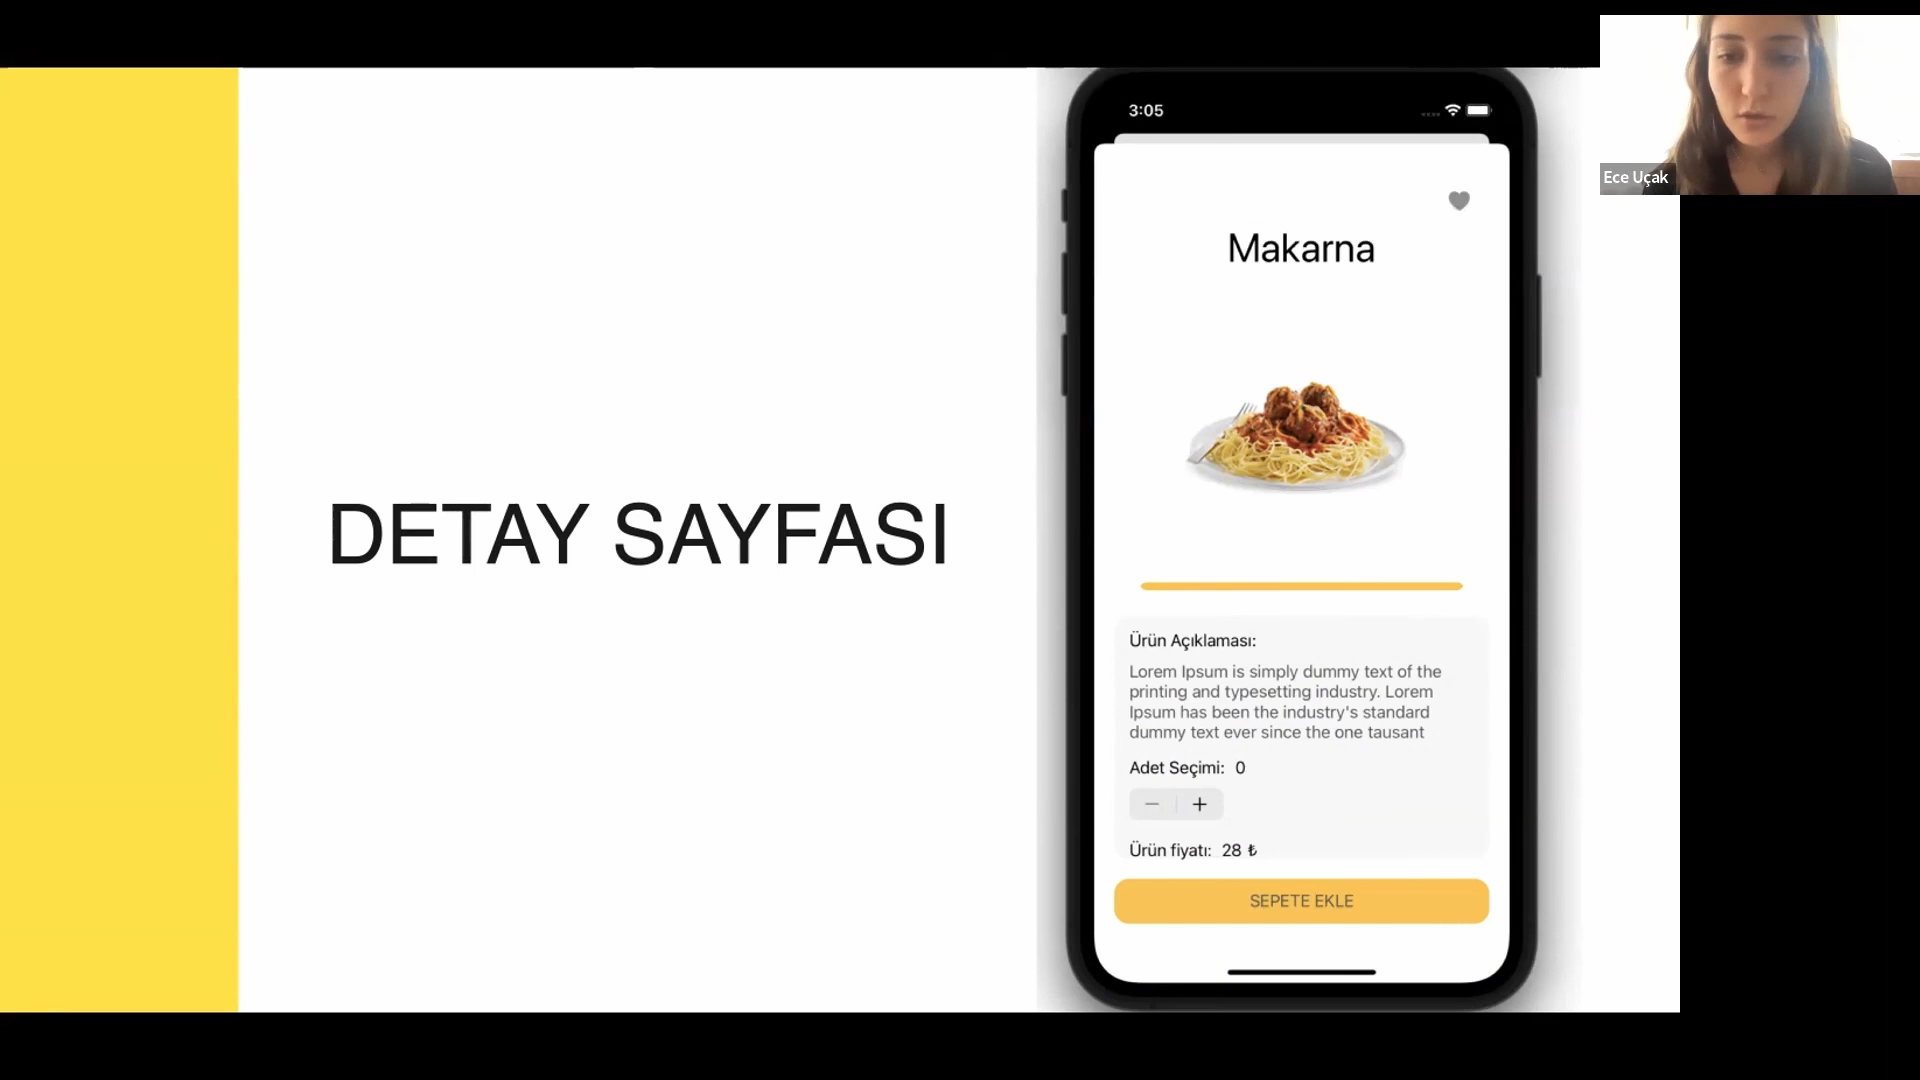 DETAY SAYFASI
3:05
Makarna
Ürün Açıklaması:
Lorem Ipsum is simply dummy text of the
printing and typesetting industry. Lorem
Ipsum has been the industry's standard
dummy text ever since the one tausant
Adet Seçimi: 0
− +
Ürün fiyatı: 28 ₺
SEPETE EKLE
Ece Uçak